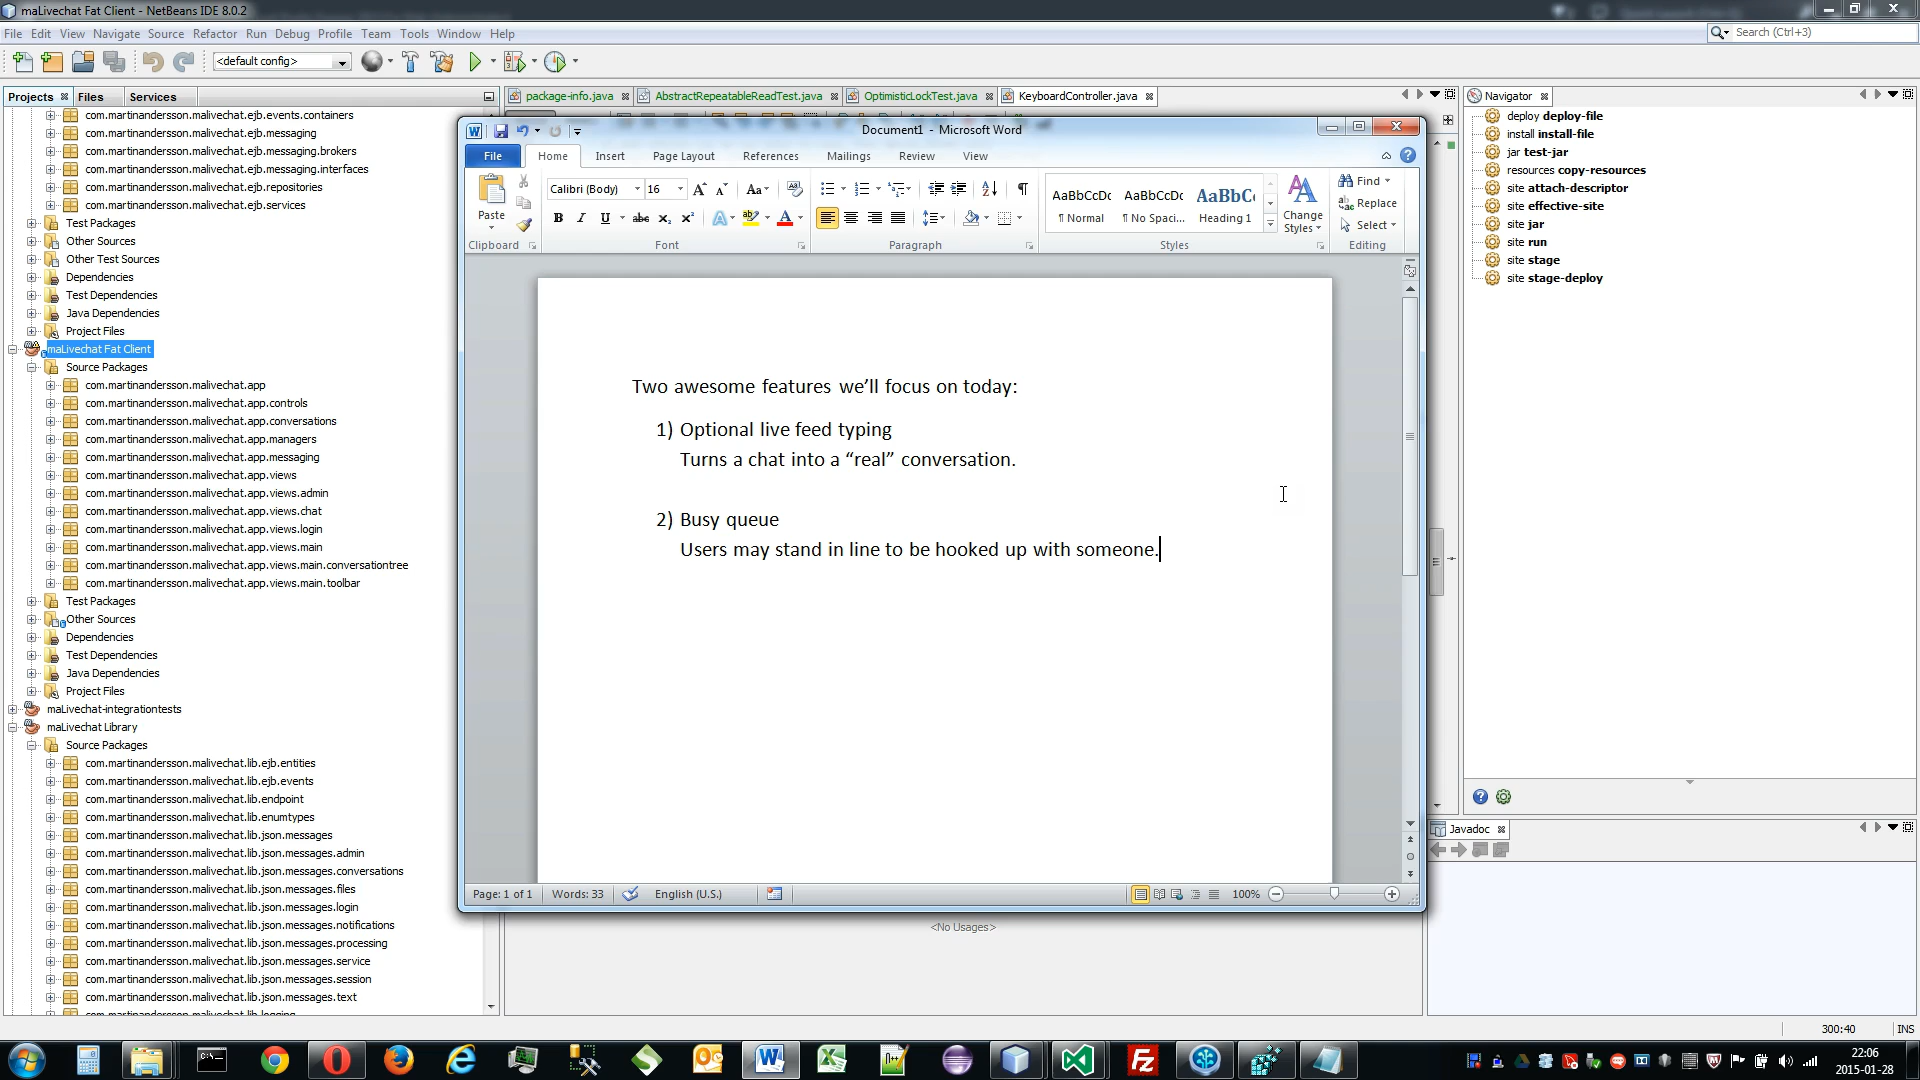 maLivechat Fat Client - NetBeans IDE 8.0.2
File Edit View Navigate Source Refactor Run Debug Profile Team Tools Window Help
Search (Ctrl+3)
<default config>
Projects Files Services
package-info.java AbstractRepeatableReadTest.java OptimisticLockTest.java KeyboardController.java
com.martinandersson.malivechat.ejb.events.containers
com.martinandersson.malivechat.ejb.messaging
com.martinandersson.malivechat.ejb.messaging.brokers
com.martinandersson.malivechat.ejb.messaging.interfaces
com.martinandersson.malivechat.ejb.repositories
com.martinandersson.malivechat.ejb.services
Test Packages
Other Sources
Other Test Sources
Dependencies
Test Dependencies
Java Dependencies
Project Files
maLivechat Fat Client
Source Packages
com.martinandersson.malivechat.app
com.martinandersson.malivechat.app.controls
com.martinandersson.malivechat.app.conversations
com.martinandersson.malivechat.app.managers
com.martinandersson.malivechat.app.messaging
com.martinandersson.malivechat.app.views
com.martinandersson.malivechat.app.views.admin
com.martinandersson.malivechat.app.views.chat
com.martinandersson.malivechat.app.views.login
com.martinandersson.malivechat.app.views.main
com.martinandersson.malivechat.app.views.main.conversationtree
com.martinandersson.malivechat.app.views.main.toolbar
Test Packages
Other Sources
Dependencies
Test Dependencies
Java Dependencies
Project Files
maLivechat-integrationtests
maLivechat Library
Source Packages
com.martinandersson.malivechat.lib.ejb.entities
com.martinandersson.malivechat.lib.ejb.events
com.martinandersson.malivechat.lib.endpoint
com.martinandersson.malivechat.lib.enumtypes
com.martinandersson.malivechat.lib.json.messages
com.martinandersson.malivechat.lib.json.messages.admin
com.martinandersson.malivechat.lib.json.messages.conversations
com.martinandersson.malivechat.lib.json.messages.files
com.martinandersson.malivechat.lib.json.messages.login
com.martinandersson.malivechat.lib.json.messages.notifications
com.martinandersson.malivechat.lib.json.messages.processing
com.martinandersson.malivechat.lib.json.messages.service
com.martinandersson.malivechat.lib.json.messages.session
com.martinandersson.malivechat.lib.json.messages.text
com.martinandersson.malivechat.lib.logging
Document1 - Microsoft Word
File Home Insert Page Layout References Mailings Review View
Calibri (Body) 16
Paste
Clipboard Font Paragraph Styles Editing
AaBbCcDc AaBbCcDc AaBbC
¶ Normal ¶ No Spaci... Heading 1
Change Styles
Find
Replace
Select
Two awesome features we'll focus on today:
1) Optional live feed typing
Turns a chat into a “real” conversation.
2) Busy queue
Users may stand in line to be hooked up with someone.
Page: 1 of 1 Words: 33 English (U.S.) 100%
<No Usages>
Navigator
deploy deploy-file
install install-file
jar test-jar
resources copy-resources
site attach-descriptor
site effective-site
site jar
site run
site stage
site stage-deploy
Javadoc
300:40 INS
22:06
2015-01-28